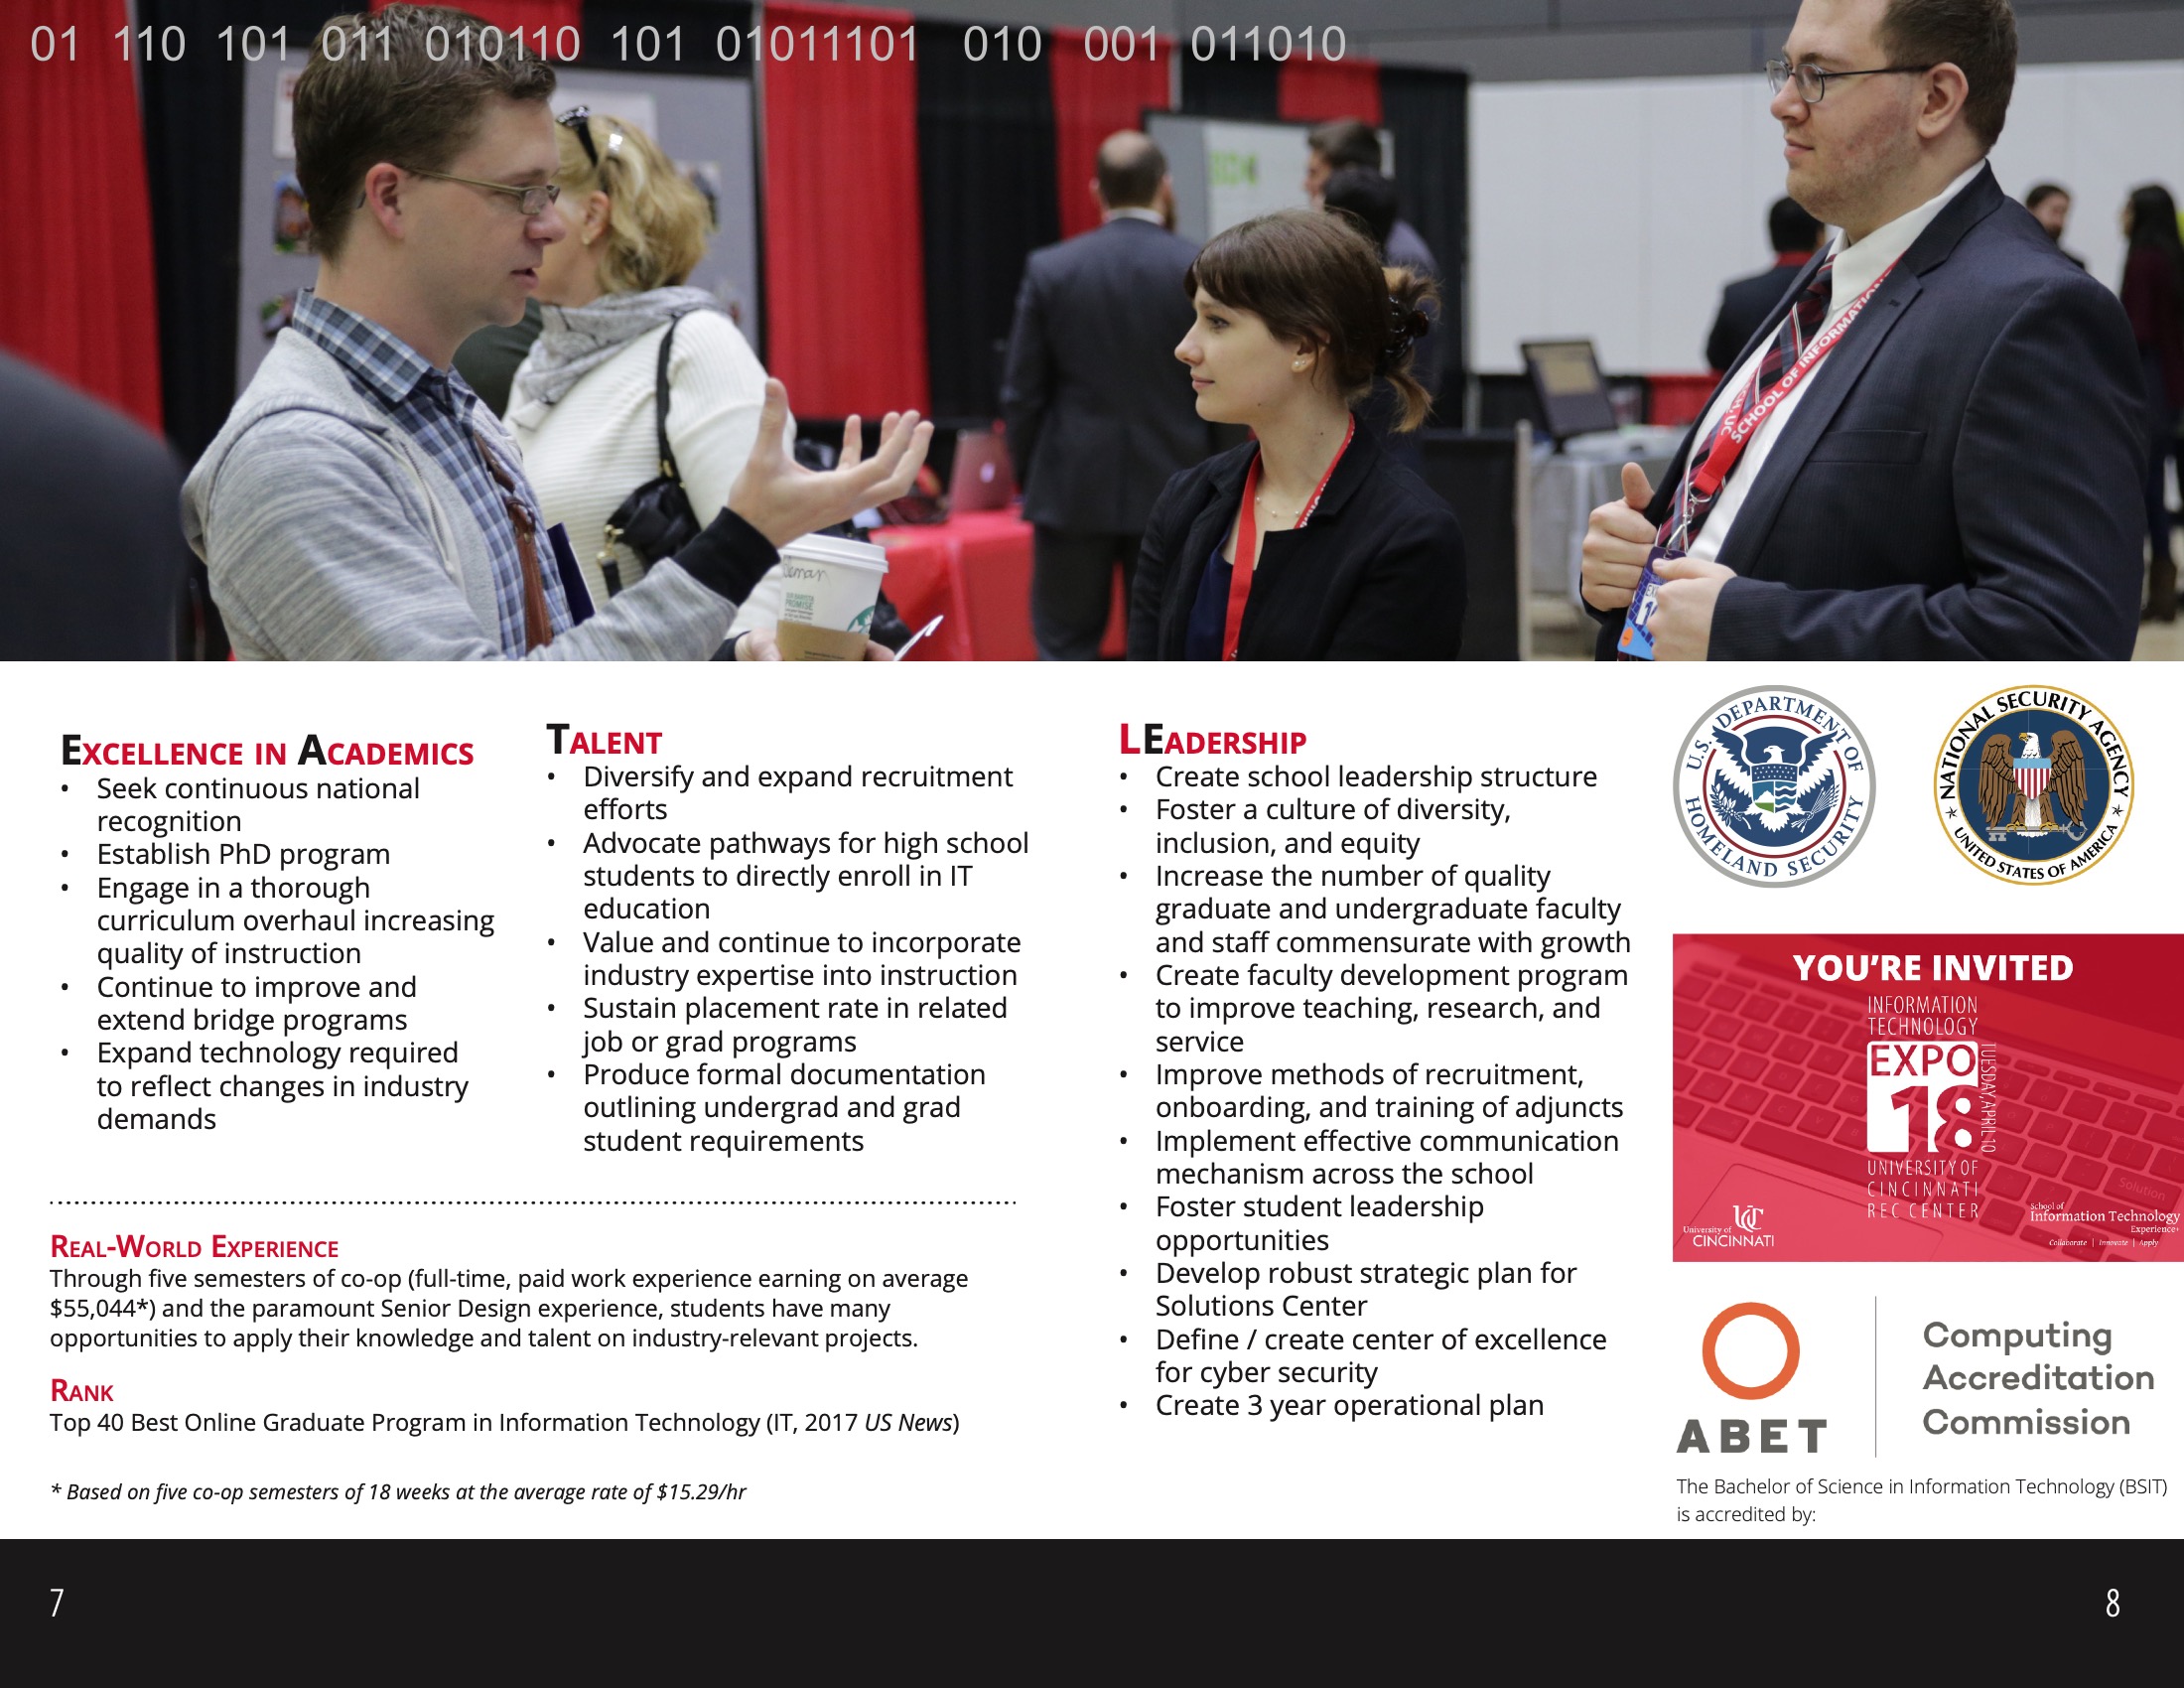 01 110 101 011 010110 101 01011101 010 001 011010
SCHOOL OF INFORMATION
PROMISE
EXCELLENCE IN ACADEMICS
• Seek continuous national
recognition
• Establish PhD program
• Engage in a thorough
curriculum overhaul increasing
quality of instruction
• Continue to improve and
extend bridge programs
• Expand technology required
to reflect changes in industry
demands
TALENT
• Diversify and expand recruitment
efforts
• Advocate pathways for high school
students to directly enroll in IT
education
• Value and continue to incorporate
industry expertise into instruction
• Sustain placement rate in related
job or grad programs
• Produce formal documentation
outlining undergrad and grad
student requirements
REAL-WORLD EXPERIENCE
Through five semesters of co-op (full-time, paid work experience earning on average
$55,044*) and the paramount Senior Design experience, students have many
opportunities to apply their knowledge and talent on industry-relevant projects.
RANK
Top 40 Best Online Graduate Program in Information Technology (IT, 2017 US News)
* Based on five co-op semesters of 18 weeks at the average rate of $15.29/hr
LEADERSHIP
• Create school leadership structure
• Foster a culture of diversity,
inclusion, and equity
• Increase the number of quality
graduate and undergraduate faculty
and staff commensurate with growth
• Create faculty development program
to improve teaching, research, and
service
• Improve methods of recruitment,
onboarding, and training of adjuncts
• Implement effective communication
mechanism across the school
• Foster student leadership
opportunities
• Develop robust strategic plan for
Solutions Center
• Define / create center of excellence
for cyber security
• Create 3 year operational plan
U.S. DEPARTMENT OF
HOMELAND SECURITY
NATIONAL SECURITY AGENCY
UNITED STATES OF AMERICA
YOU'RE INVITED
INFORMATION
TECHNOLOGY
EXPO
18
TUESDAY, APRIL 10
UNIVERSITY OF
CINCINNATI
REC CENTER
Solution
UC
University of
CINCINNATI
School of
Information Technology
Experience+
Collaborate | Innovate | Apply
ABET
Computing
Accreditation
Commission
The Bachelor of Science in Information Technology (BSIT)
is accredited by:
7
8